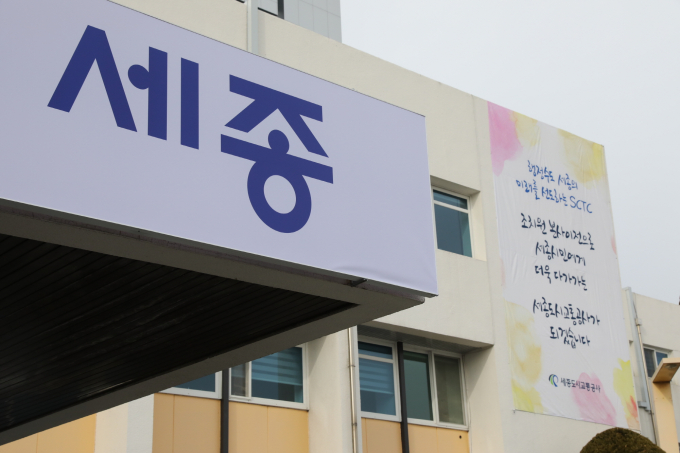 세종
행정수도 세종의
미래를 선도하는 SCTC
조치원 본사이전으로
세종시민에게
더욱 다가가는
세종도시교통공사가
되겠습니다
세종도시교통공사